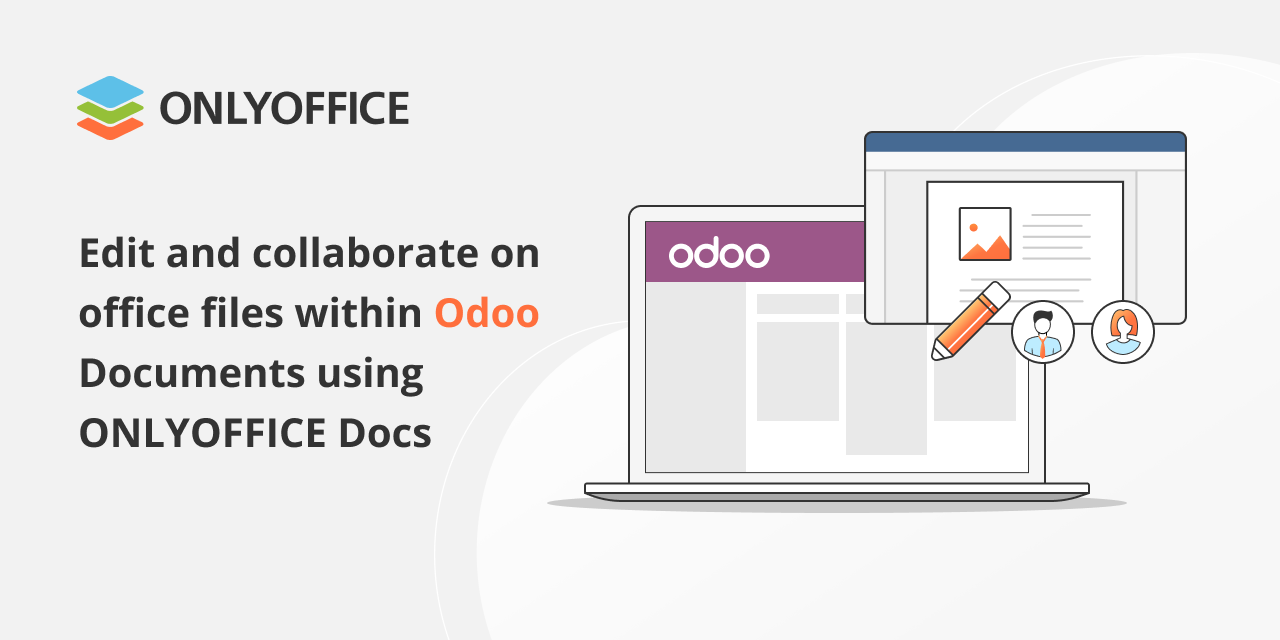 ONLYOFFICE
Edit and collaborate on
office files within Odoo
Documents using
ONLYOFFICE Docs
odoo